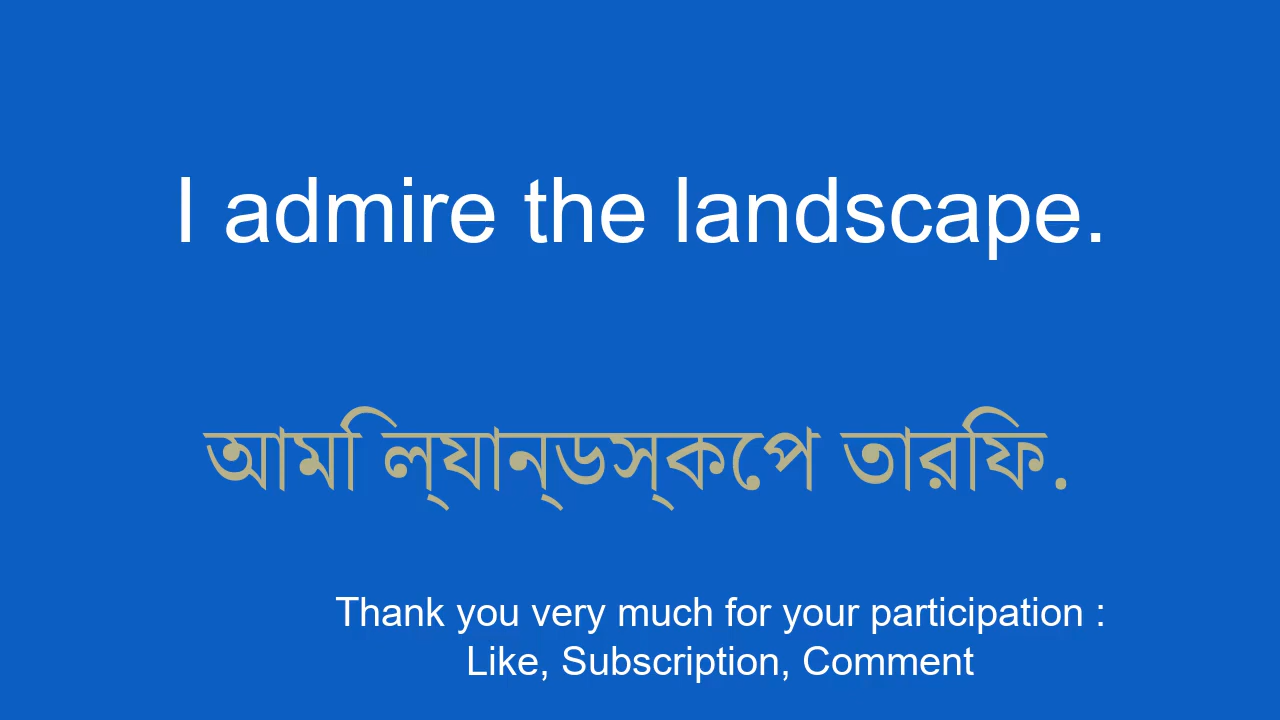 I admire the landscape.
আমি ল্যান্ডস্কেপ তারিফ.
Thank you very much for your participation :
Like, Subscription, Comment